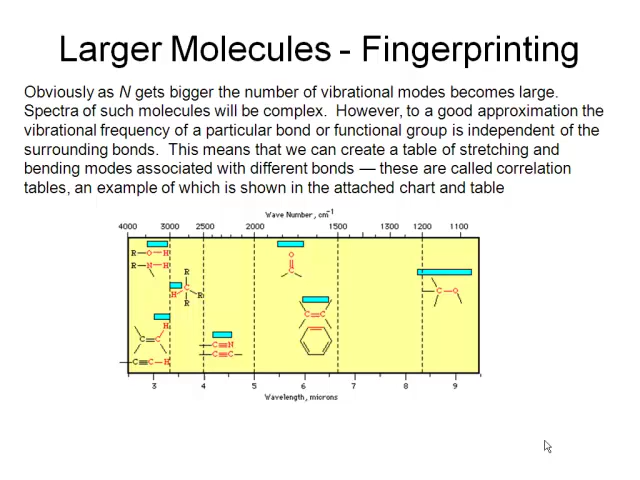 Larger Molecules - Fingerprinting
Obviously as N gets bigger the number of vibrational modes becomes large.
Spectra of such molecules will be complex.  However, to a good approximation the
vibrational frequency of a particular bond or functional group is independent of the
surrounding bonds.  This means that we can create a table of stretching and
bending modes associated with different bonds — these are called correlation
tables, an example of which is shown in the attached chart and table
Wave Number, cm-1
4000 3000 2500 2000 1500 1300 1200 1100
R—O—H
R—N—H
O
C
R
H C R
R
C—O
C=C
H
C=C
C≡C—H
C≡N
C≡C
3 4 5 6 7 8 9
Wavelength, microns